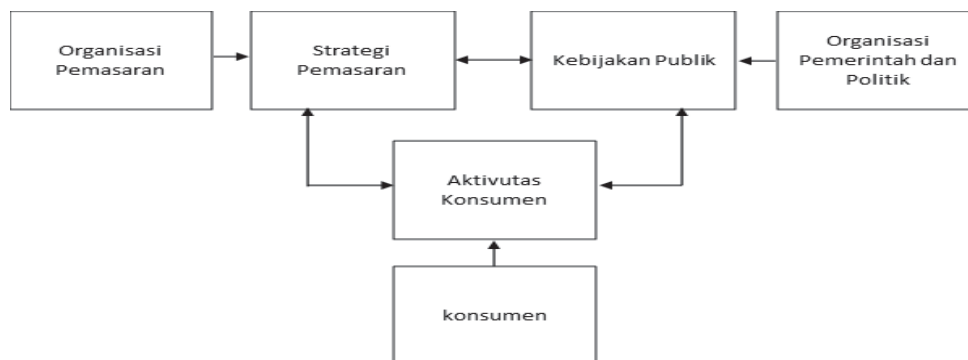 Organisasi
Pemasaran
Strategi
Pemasaran
Kebijakan Publik
Organisasi
Pemerintah dan
Politik
Aktivutas
Konsumen
konsumen